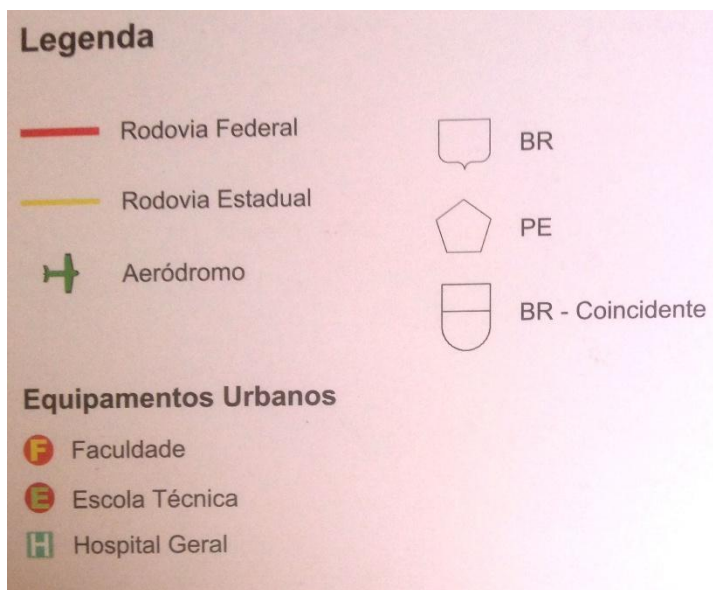 Legenda
Rodovia Federal
Rodovia Estadual
Aeródromo
BR
PE
BR - Coincidente
Equipamentos Urbanos
F Faculdade
E Escola Técnica
H Hospital Geral